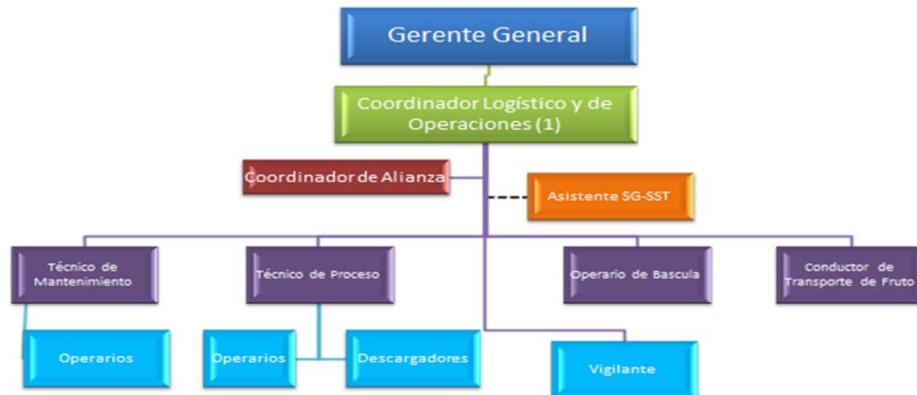 Gerente General
Coordinador Logístico y de
Operaciones (1)
Coordinador de Alianza
Asistente SG-SST
Técnico de
Mantenimiento
Técnico de Proceso
Operario de Bascula
Conductor de
Transporte de Fruto
Operarios
Operarios
Descargadores
Vigilante